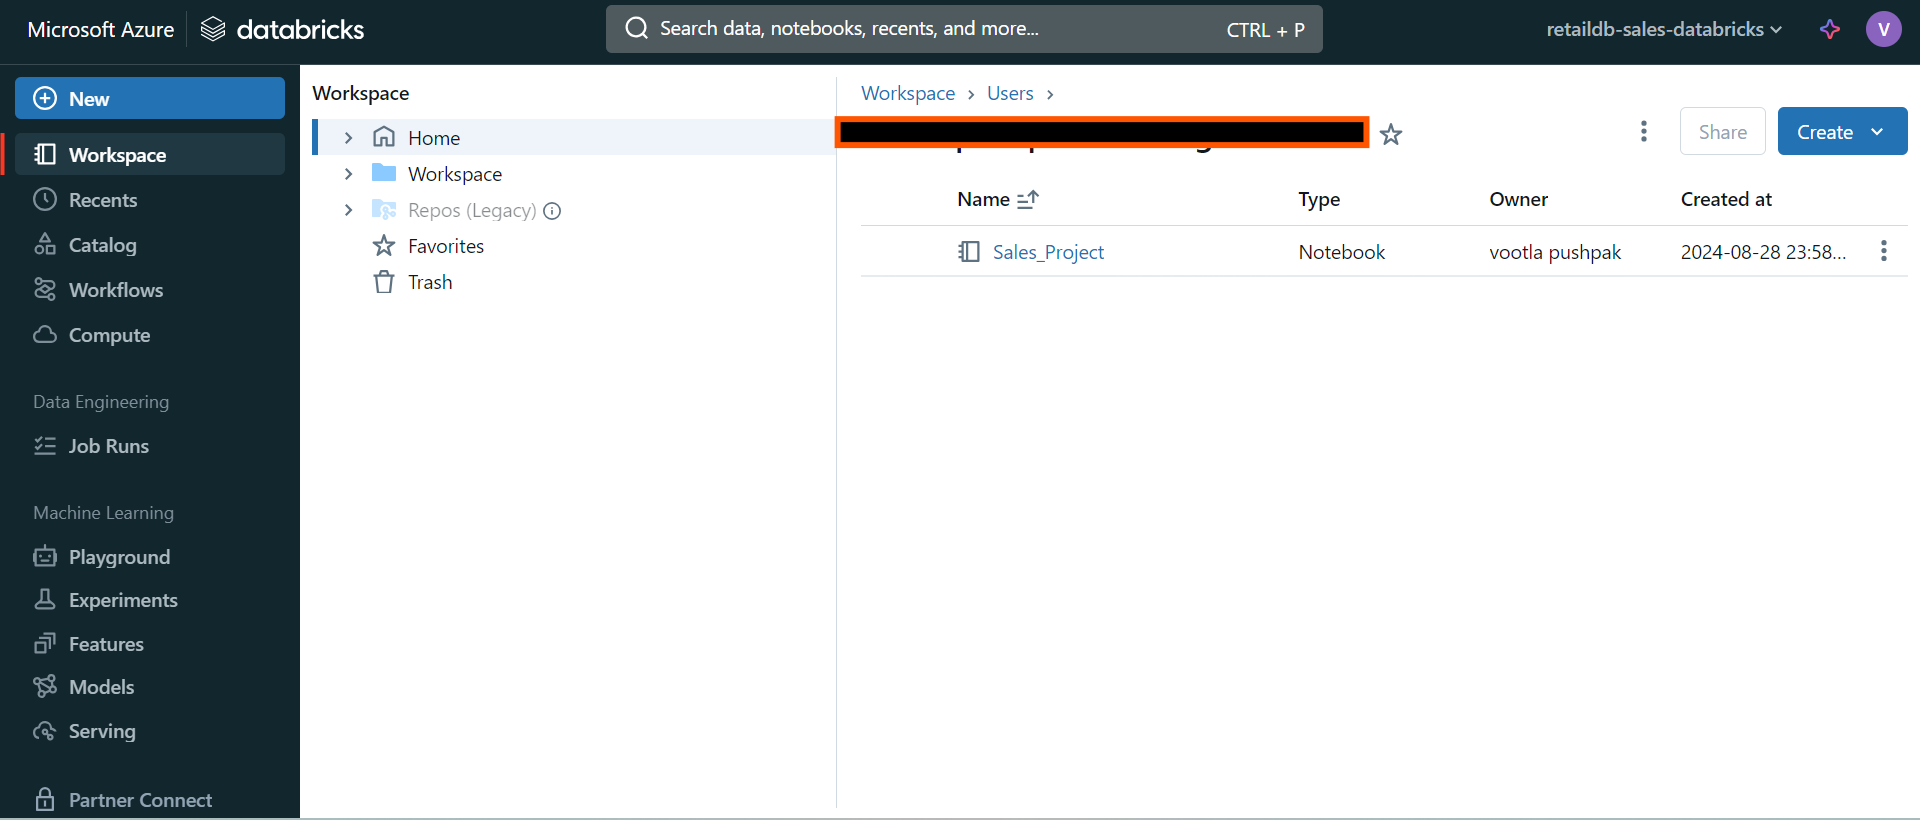 Microsoft Azure databricks
Search data, notebooks, recents, and more... CTRL + P
retaildb-sales-databricks
V
New
Workspace
Recents
Catalog
Workflows
Compute
Data Engineering
Job Runs
Machine Learning
Playground
Experiments
Features
Models
Serving
Partner Connect
Workspace
Home
Workspace
Repos (Legacy)
Favorites
Trash
Workspace > Users >
Share
Create
Name Type Owner Created at
Sales_Project Notebook vootla pushpak 2024-08-28 23:58...